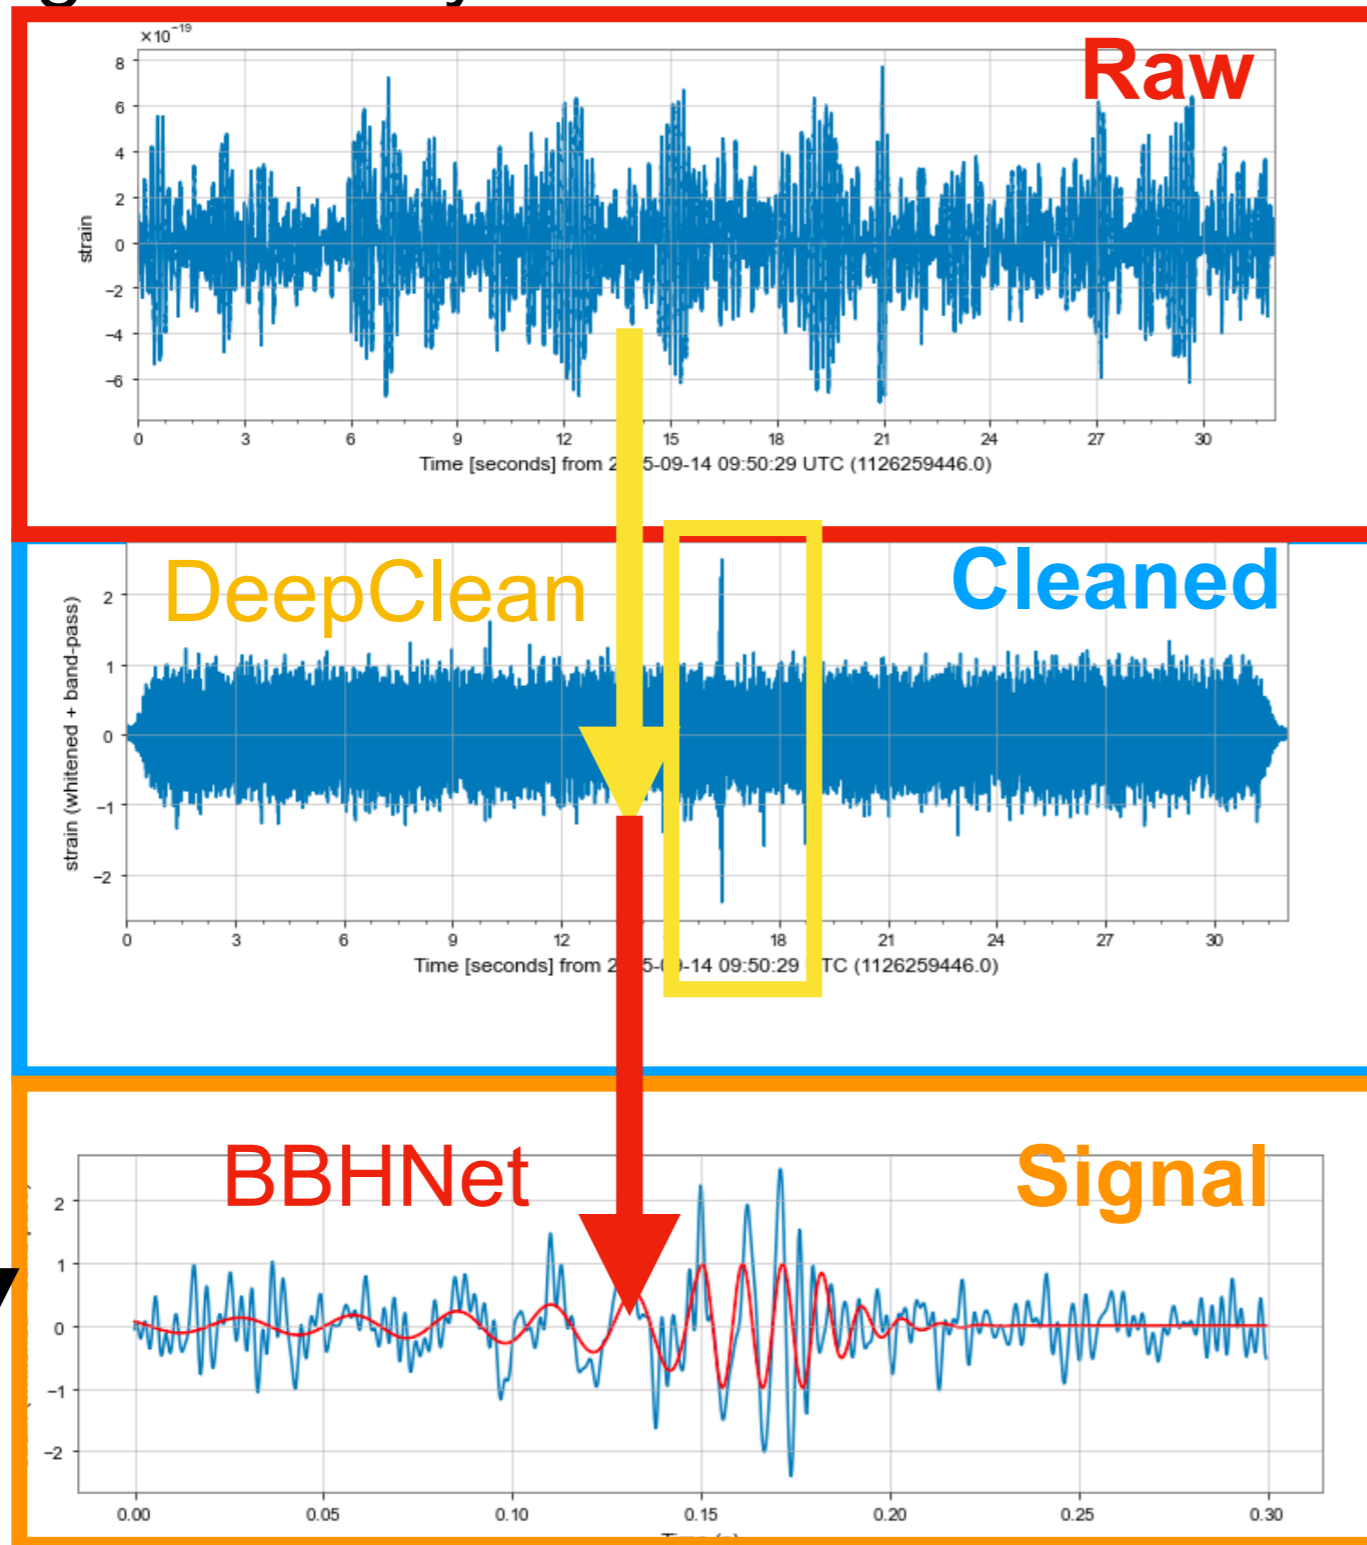 ×10⁻¹⁹
Raw
8
6
4
2
0
−2
−4
−6
strain
0 3 6 9 12 15 18 21 24 27 30
Time [seconds] from 2 5-09-14 09:50:29 UTC (1126259446.0)
DeepClean
Cleaned
2
1
0
−1
−2
strain (whitened + band-pass)
0 3 6 9 12 18 21 24 27 30
Time [seconds] from 2 5-0 -14 09:50:29 TC (1126259446.0)
BBHNet
Signal
2
1
0
−1
−2
0.00 0.05 0.10 0.15 0.20 0.25 0.30